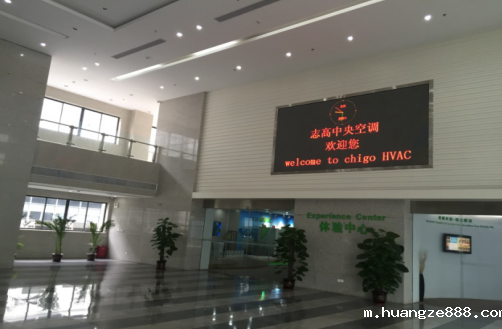 志高中央空调
欢迎您
welcome to chigo HVAC
Experience Center
体验中心
m.huangze888.com